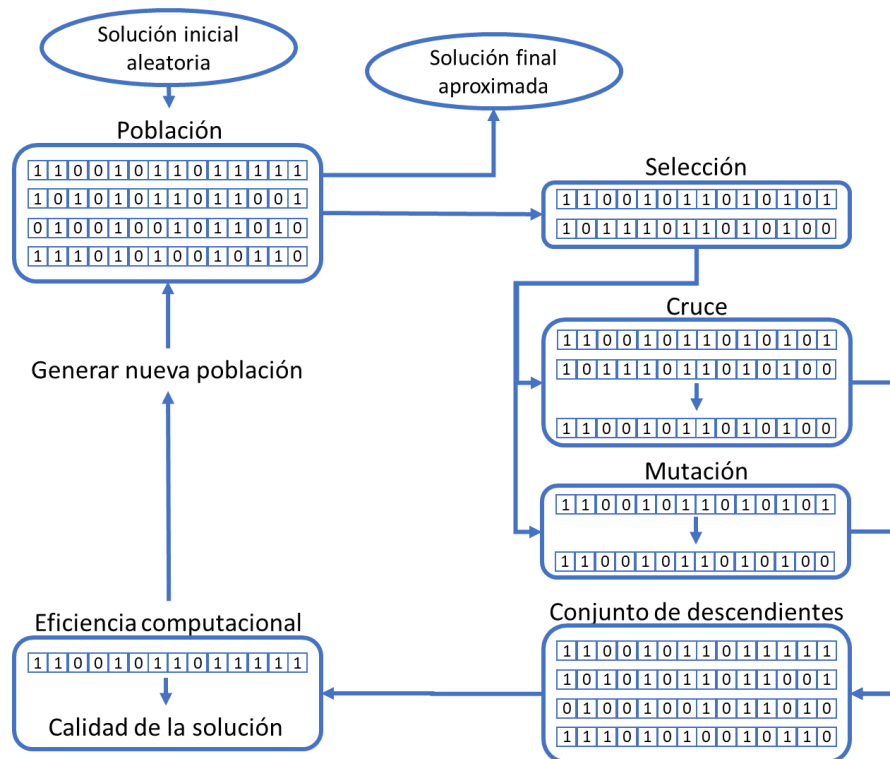 Solución inicial
aleatoria
Solución final
aproximada
Población
1 1 0 0 1 0 1 1 0 1 1 1 1 1
1 0 1 0 1 0 1 1 0 1 1 0 0 1
0 1 0 0 1 0 0 1 0 1 1 0 1 0
1 1 1 0 1 0 1 0 0 1 0 1 1 0
Selección
1 1 0 0 1 0 1 1 0 1 0 1 0 1
1 0 1 1 1 0 1 1 0 1 0 1 0 0
Cruce
1 1 0 0 1 0 1 1 0 1 0 1 0 1
1 0 1 1 1 0 1 1 0 1 0 1 0 0
1 1 0 0 1 0 1 1 0 1 0 1 0 0
Generar nueva población
Mutación
1 1 0 0 1 0 1 1 0 1 0 1 0 1
1 1 0 0 1 0 1 1 0 1 0 1 0 0
Conjunto de descendientes
1 1 0 0 1 0 1 1 0 1 1 1 1 1
1 0 1 0 1 0 1 1 0 1 1 0 0 1
0 1 0 0 1 0 0 1 0 1 1 0 1 0
1 1 1 0 1 0 1 0 0 1 0 1 1 0
Eficiencia computacional
1 1 0 0 1 0 1 1 0 1 1 1 1 1
Calidad de la solución